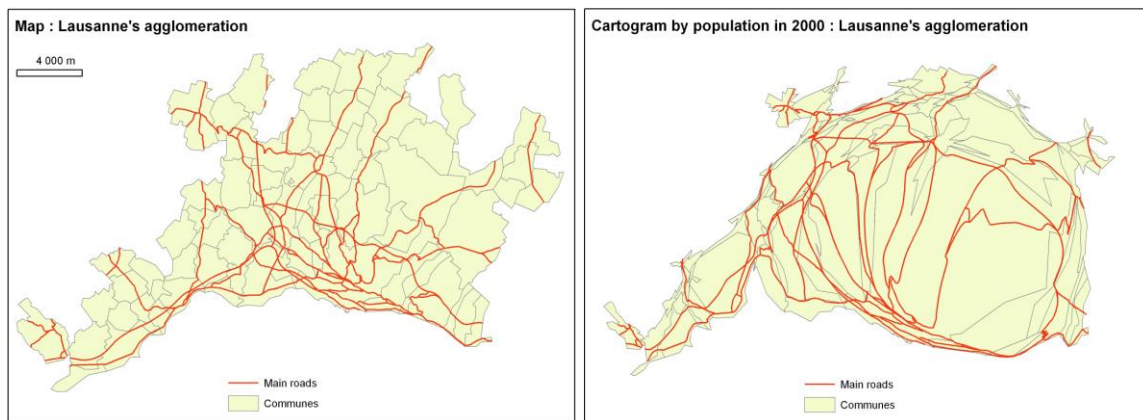 Map : Lausanne's agglomeration
4 000 m
Main roads
Communes
Cartogram by population in 2000 : Lausanne's agglomeration
Main roads
Communes